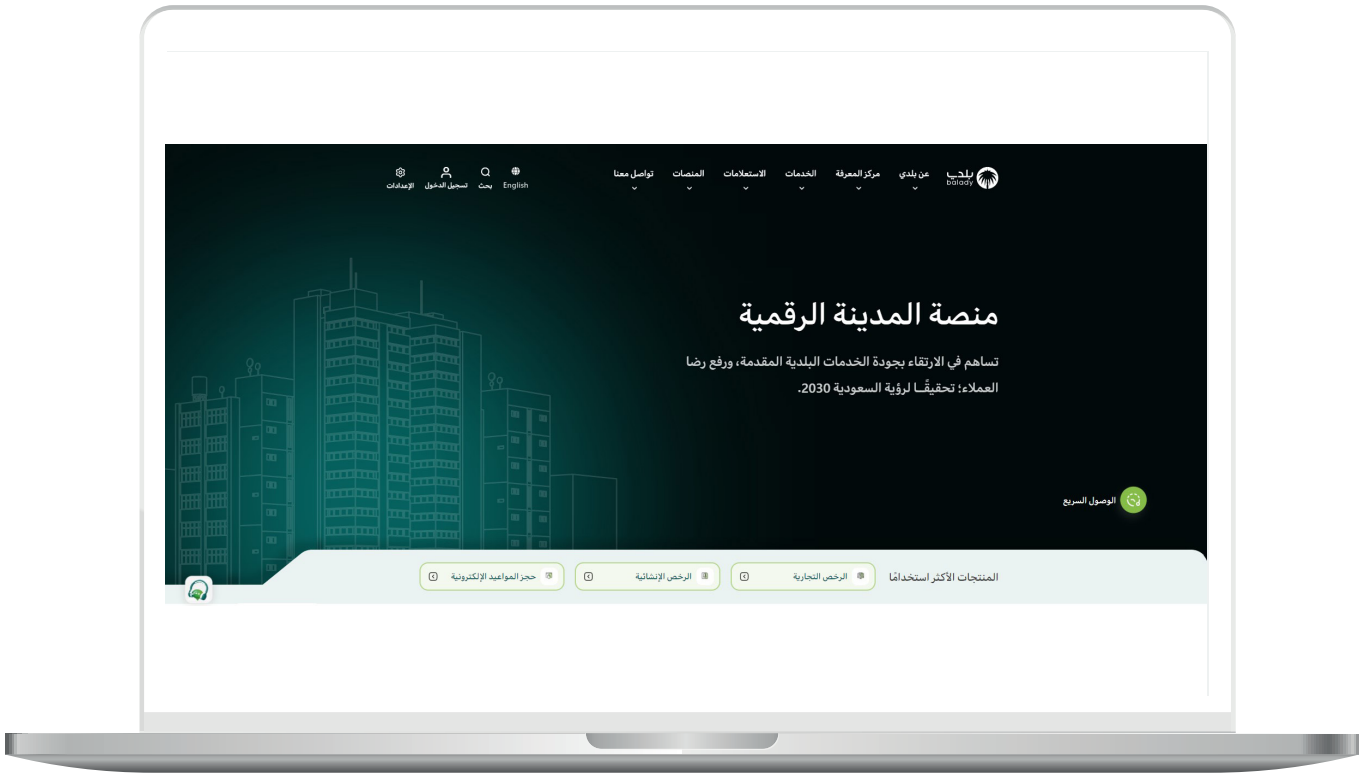 بلدي
balady
عن بلدي
مركز المعرفة
الخدمات
الاستعلامات
المنصات
تواصل معنا
English
بحث
تسجيل الدخول
الإعدادات
منصة المدينة الرقمية
تساهم في الارتقاء بجودة الخدمات البلدية المقدمة، ورفع رضا
العملاء؛ تحقيقًــا لرؤية السعودية 2030.
الوصول السريع
المنتجات الأكثر استخدامًا
الرخص التجارية
الرخص الإنشائية
حجز المواعيد الإلكترونية